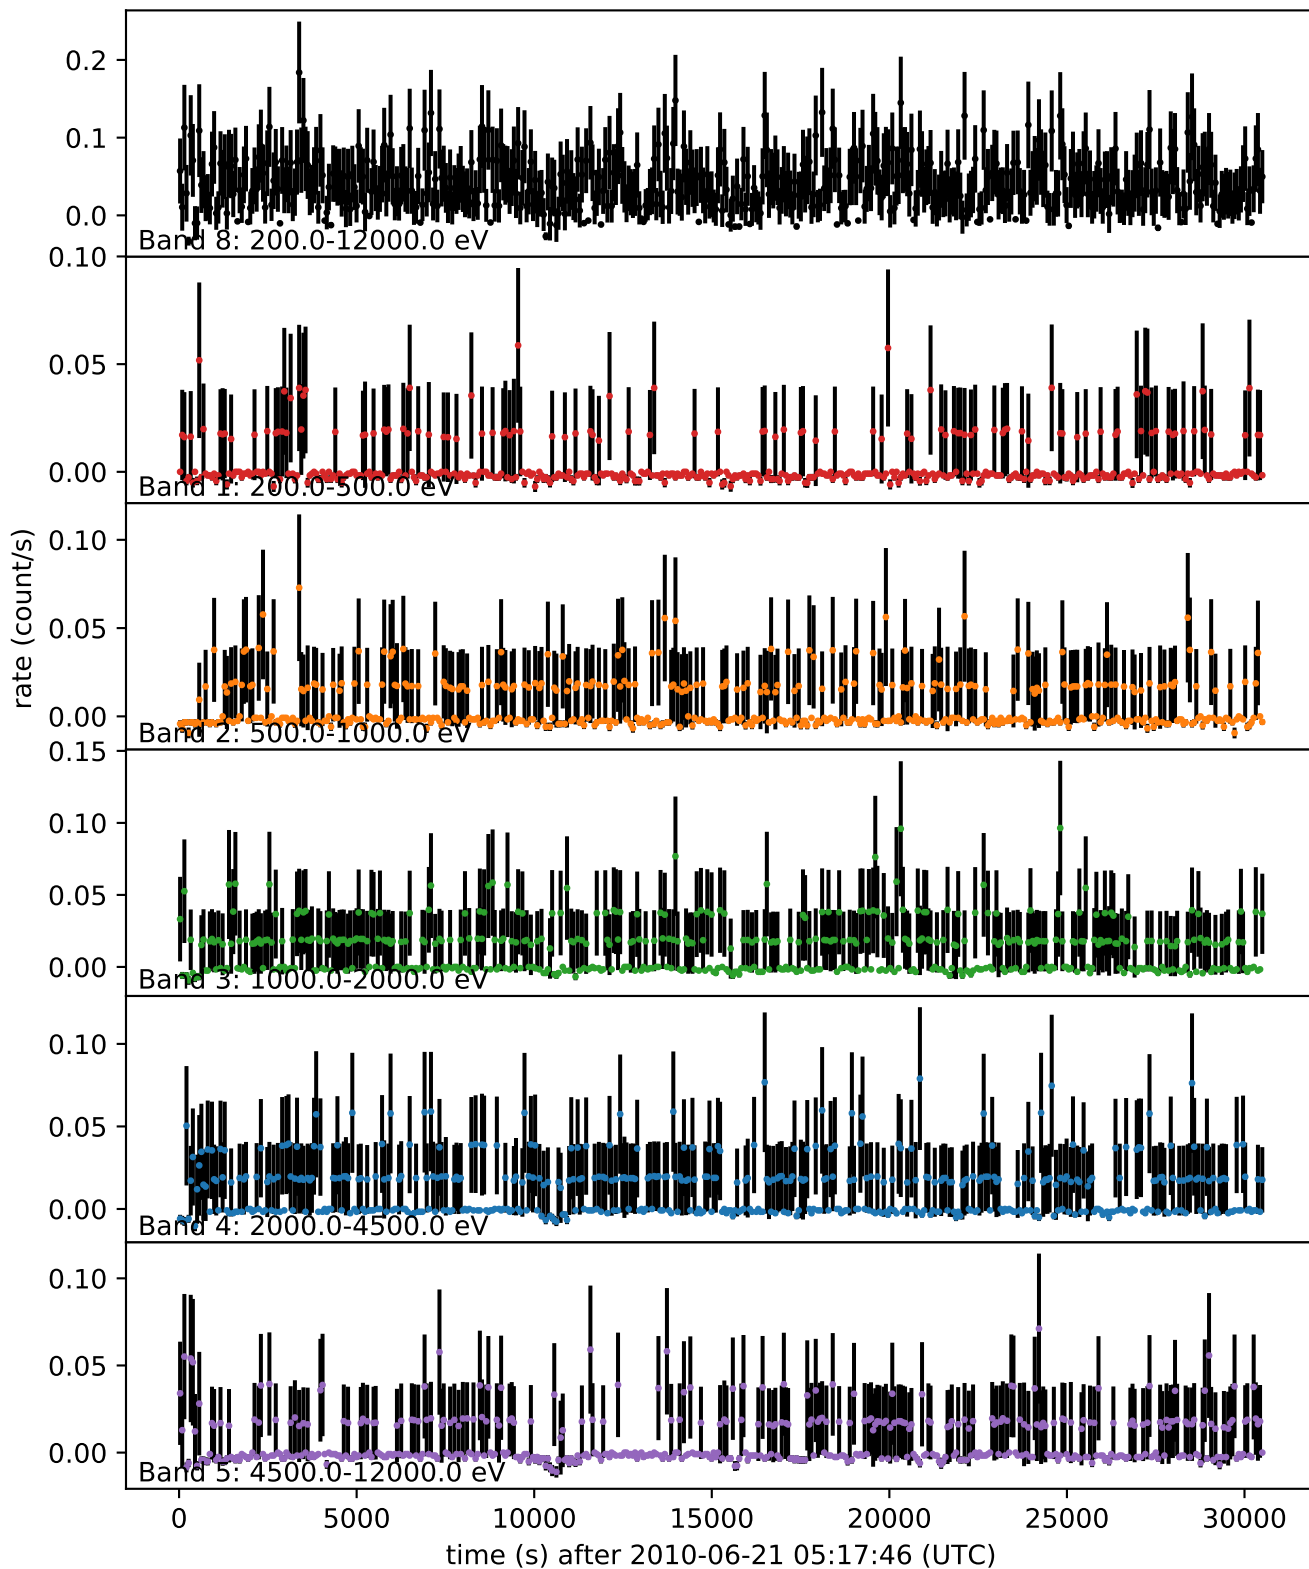 0.2
0.1
0.0
Band 8: 200.0-12000.0 eV
0.10
0.05
0.00
Band 1: 200.0-500.0 eV
0.10
0.05
0.00
Band 2: 500.0-1000.0 eV
0.15
0.10
0.05
0.00
Band 3: 1000.0-2000.0 eV
0.10
0.05
0.00
Band 4: 2000.0-4500.0 eV
0.10
0.05
0.00
Band 5: 4500.0-12000.0 eV
rate (count/s)
0 5000 10000 15000 20000 25000 30000
time (s) after 2010-06-21 05:17:46 (UTC)